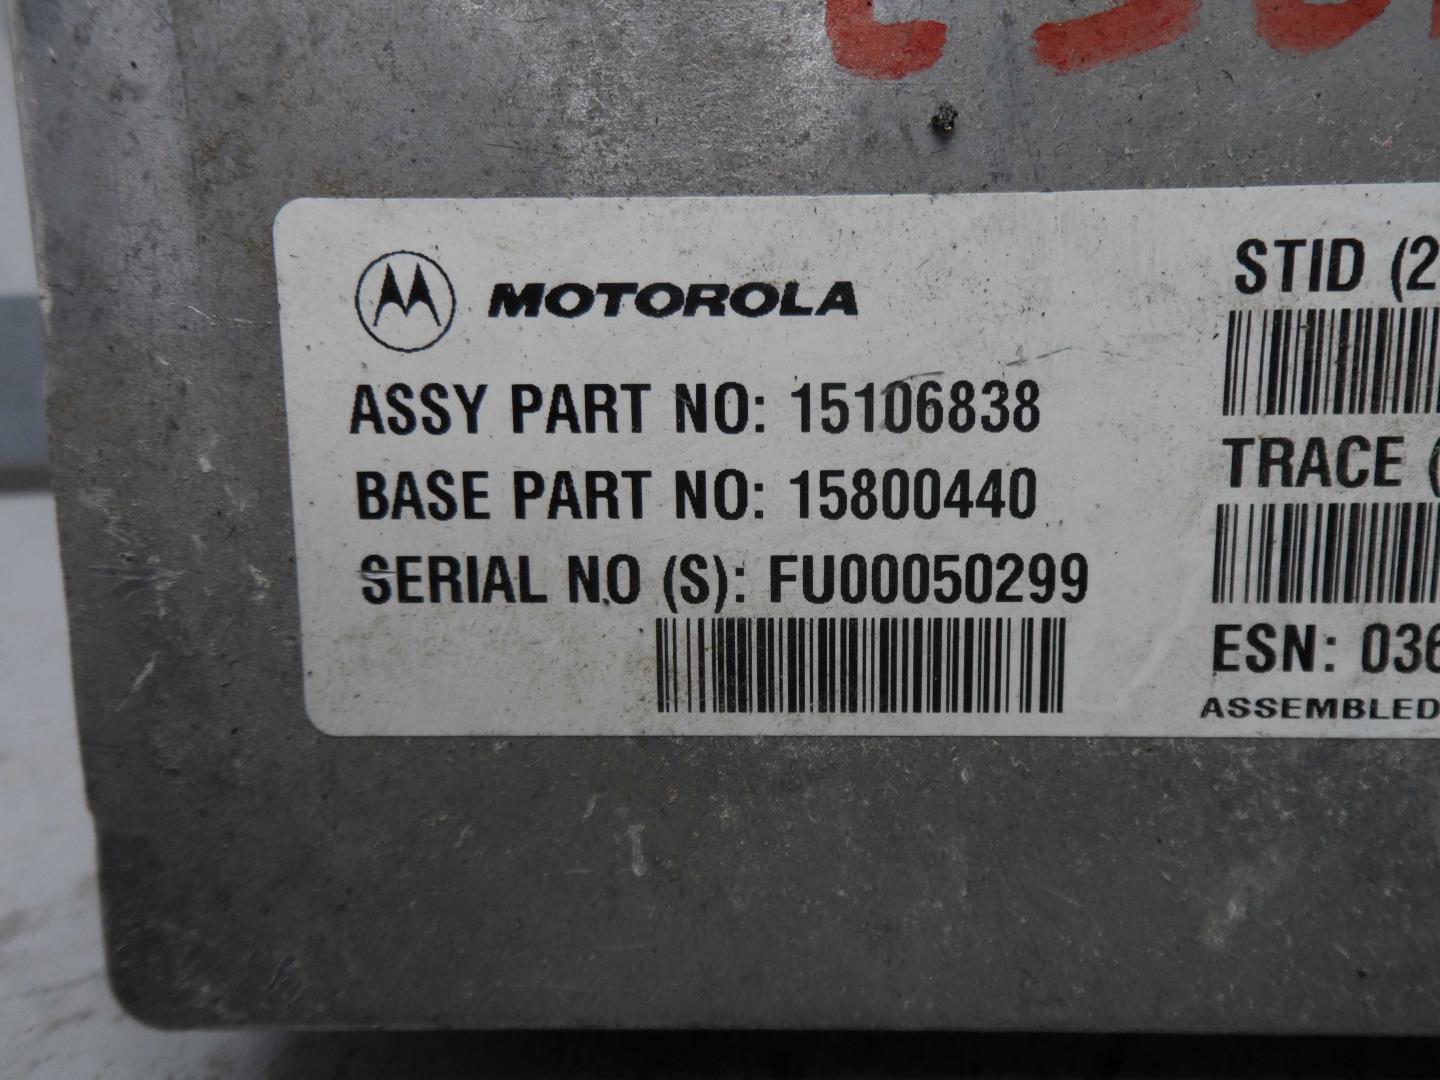 MOTOROLA
ASSY PART NO: 15106838
BASE PART NO: 15800440
SERIAL NO (S): FU00050299
STID (2
TRACE (
ESN: 036
ASSEMBLED